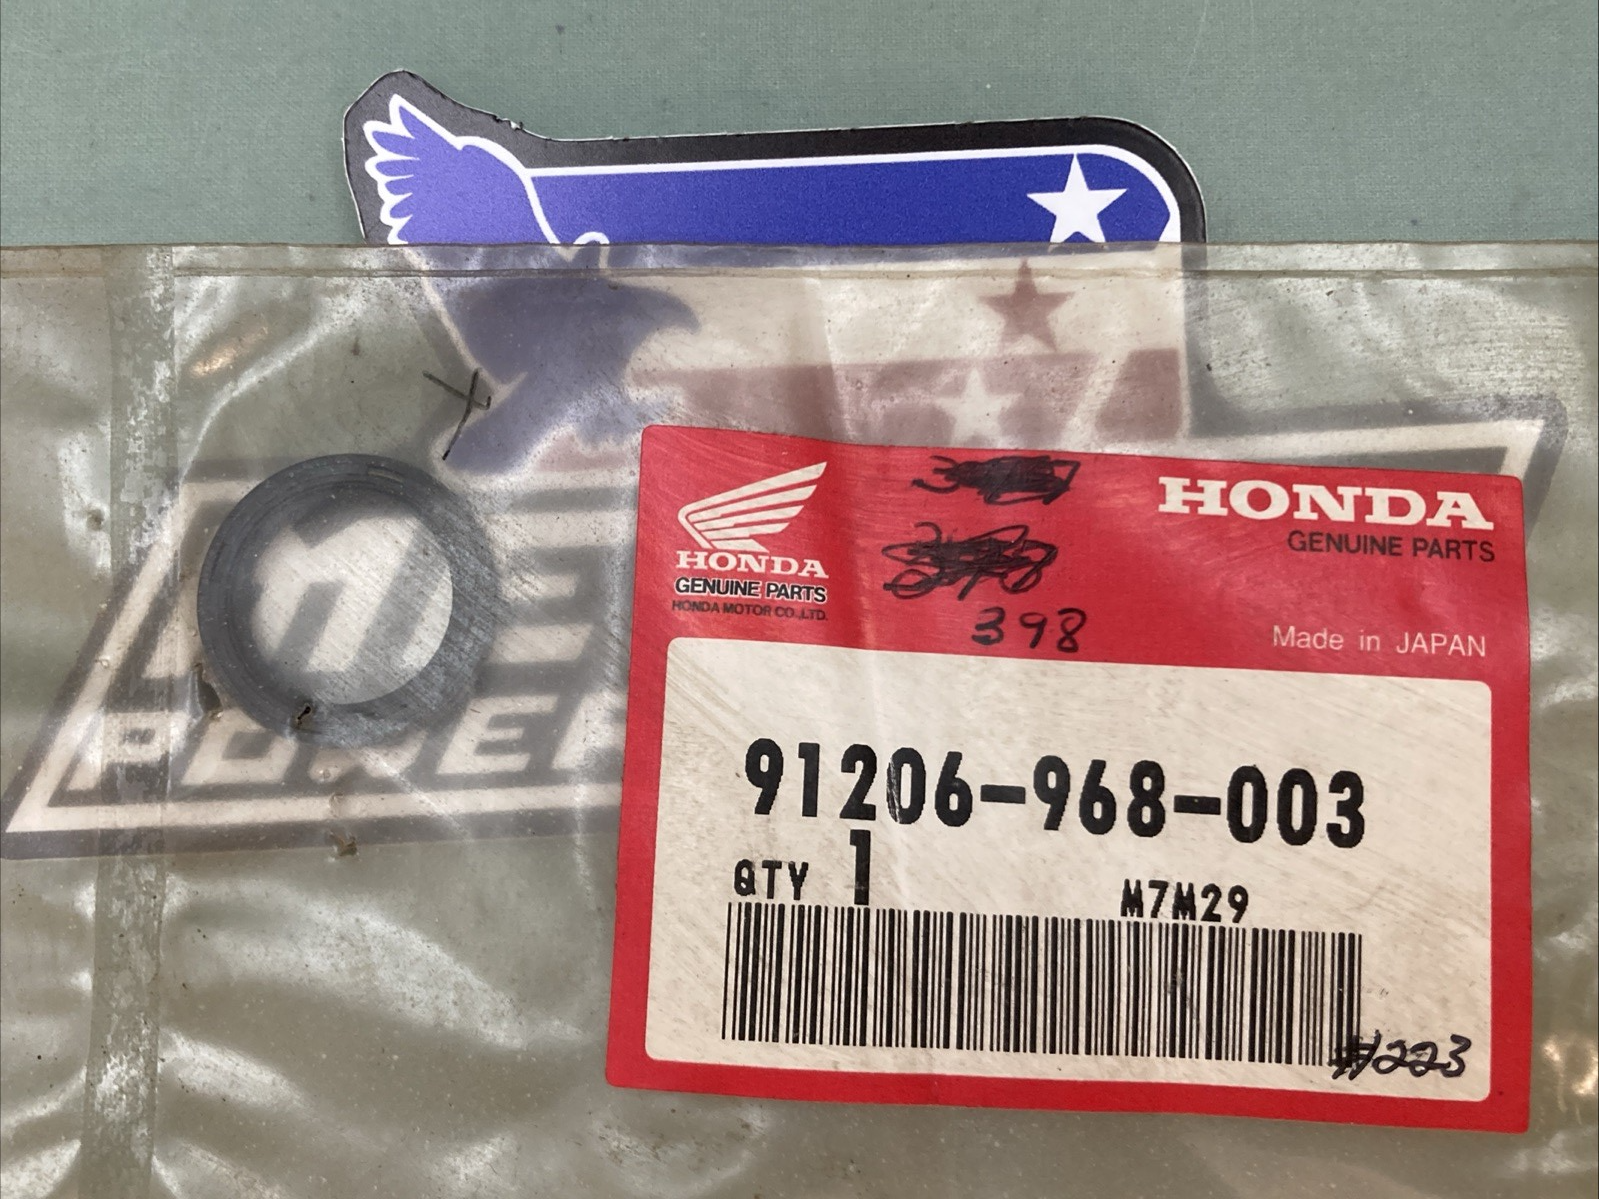 HONDA
GENUINE PARTS
HONDA MOTOR CO.,LTD.
398
HONDA
GENUINE PARTS
Made in JAPAN
91206-968-003
QTY 1
M7M29
#223
POWER